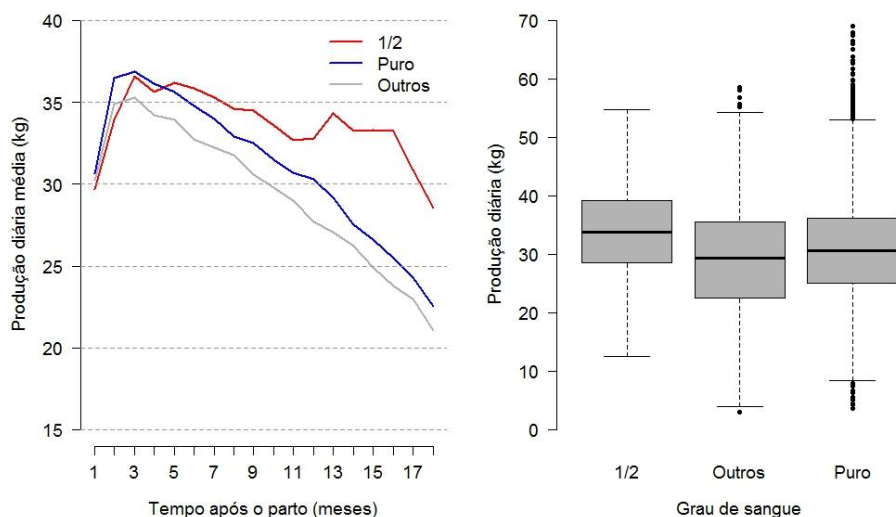 40
35
30
25
20
15
Produção diária média (kg)
1/2
Puro
Outros
1 3 5 7 9 11 13 15 17
Tempo após o parto (meses)
70
60
50
40
30
20
10
0
Produção diária (kg)
1/2 Outros Puro
Grau de sangue